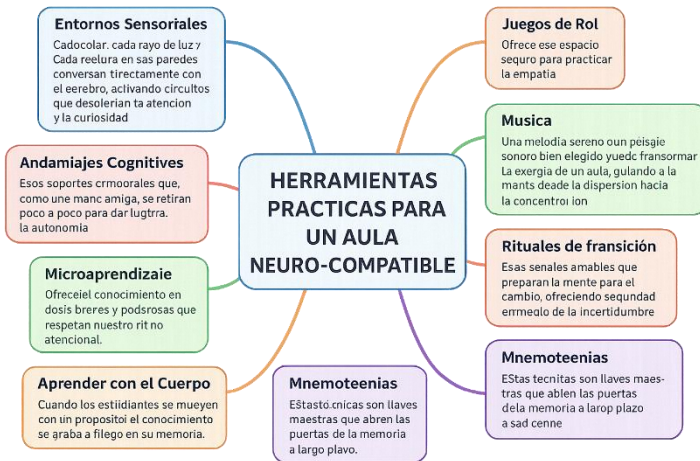 Entornos Sensoriales
Cadocolar. cada rayo de luz y
Cada reelura en sas paredes
conversan tirectamente con
el eerebro, aclivando circultos
que desolerian ta atencion
y la curiosidad
Juegos de Rol
Ofrece ese espacio
sequro para practicar
la empatia
Musica
Una melodia sereno oun peisgie
sonoro bien elegido yuedc fransormar
La exergia de un aula, gulando a la
mants deade la dispersion hacia
la concentroı ion
Andamiajes Cognitives
Esos soportes crmoorales que,
como une manc amiga, se retiran
poco a poco para dar lugtrra.
la autonomia
HERRAMIENTAS
PRACTICAS PARA
UN AULA
NEURO-COMPATIBLE
Rituales de fransición
Esas senales amables que
preparan la mente para el
cambio, ofreciendo sequndad
errmeqlo de la incertidumbre
Microaprendizaie
Ofreceiel conocimiento en
dosis breres y podsrosas que
respetan nuestro rit no
atencional.
Mnemoteenias
EStas tecnitas son llaves maes-
tras que ablen las puertas
dela memoria a larop plazo
a sad cenne
Aprender con el Cuerpo
Cuando los estiidiantes se mueyen
con un propositoi el conocimiento
se graba a filego en su memoria.
Mnemoteenias
Eštastó.cnicas son llaves
maestras que abren las
puertas de la memoria
a largo plavo.